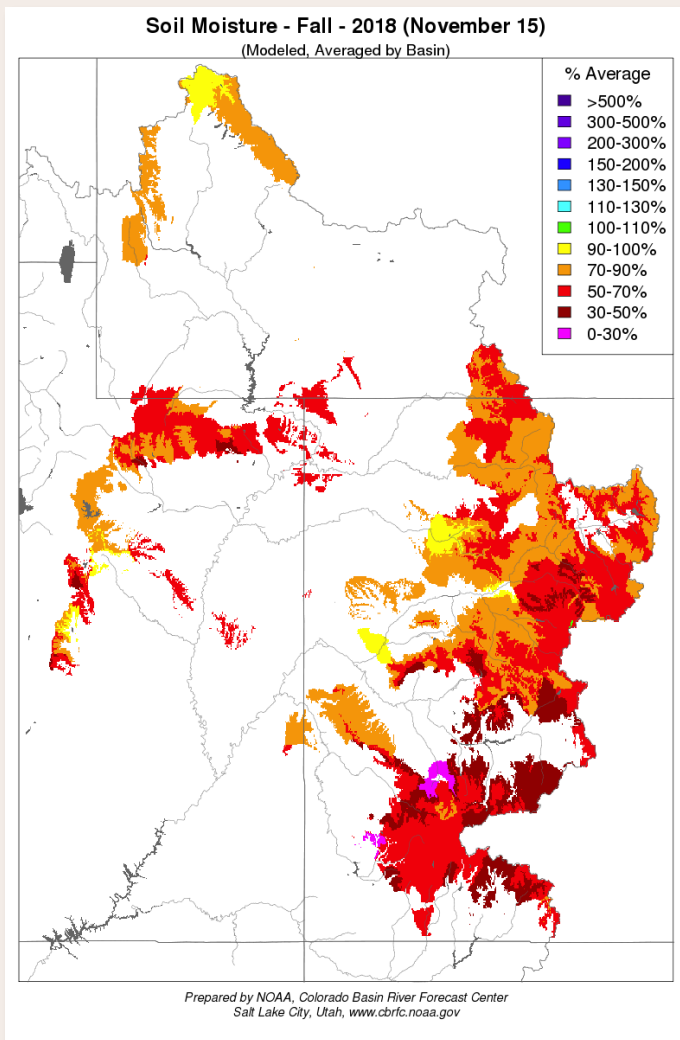 Soil Moisture - Fall - 2018 (November 15)
(Modeled, Averaged by Basin)
% Average
>500%
300-500%
200-300%
150-200%
130-150%
110-130%
100-110%
90-100%
70-90%
50-70%
30-50%
0-30%
Prepared by NOAA, Colorado Basin River Forecast Center
Salt Lake City, Utah, www.cbrfc.noaa.gov